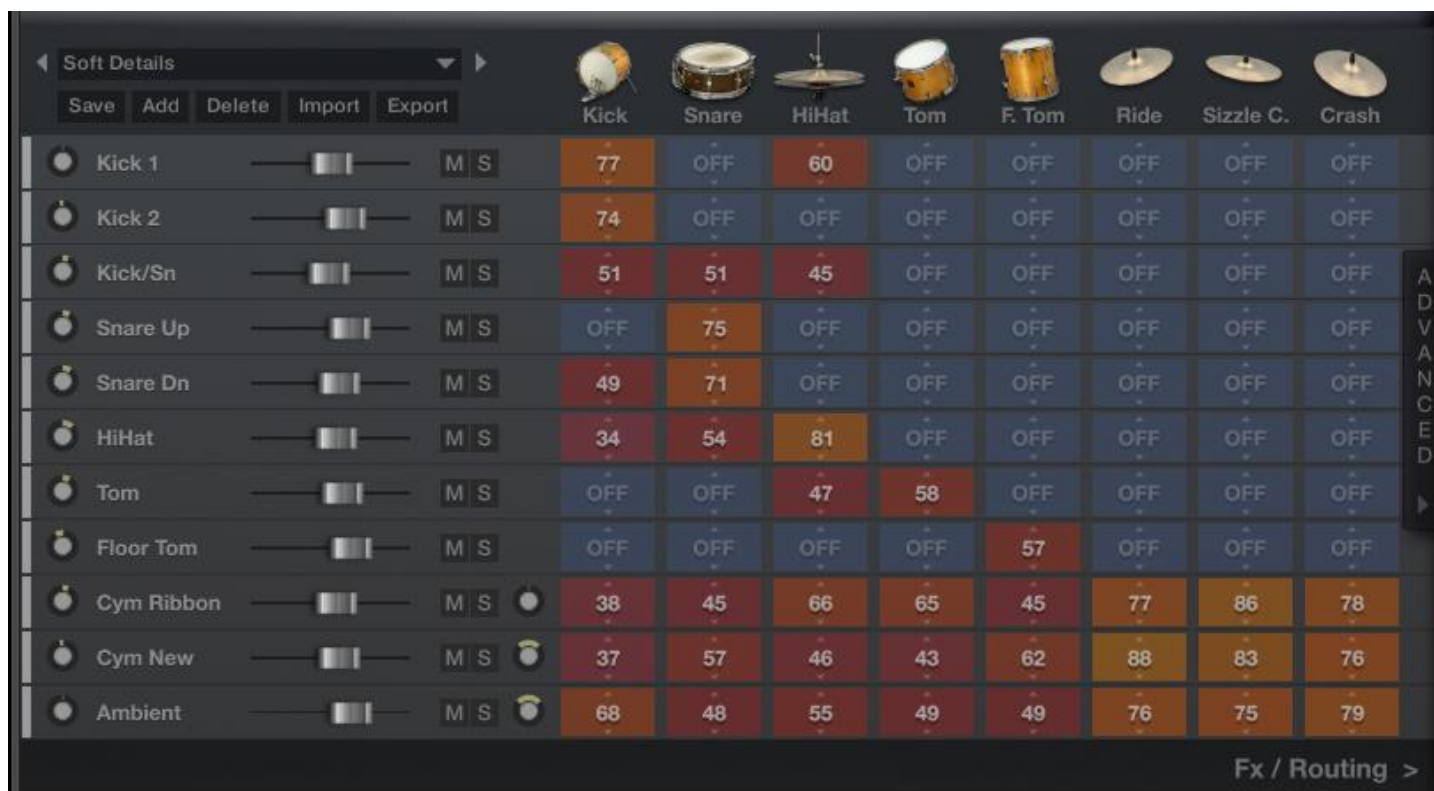 Soft Details
Save Add Delete Import Export
Kick Snare HiHat Tom F. Tom Ride Sizzle C. Crash
Kick 1 M S 77 OFF 60 OFF OFF OFF OFF OFF
Kick 2 M S 74 OFF OFF OFF OFF OFF OFF OFF
Kick/Sn M S 51 51 45 OFF OFF OFF OFF OFF
Snare Up M S OFF 75 OFF OFF OFF OFF OFF OFF
Snare Dn M S 49 71 OFF OFF OFF OFF OFF OFF
HiHat M S 34 54 81 OFF OFF OFF OFF OFF
Tom M S OFF OFF 47 58 OFF OFF OFF OFF
Floor Tom M S OFF OFF OFF OFF 57 OFF OFF OFF
Cym Ribbon M S 38 45 66 65 45 77 86 78
Cym New M S 37 57 46 43 62 88 83 76
Ambient M S 68 48 55 49 49 76 75 79
ADVANCED
Fx / Routing >